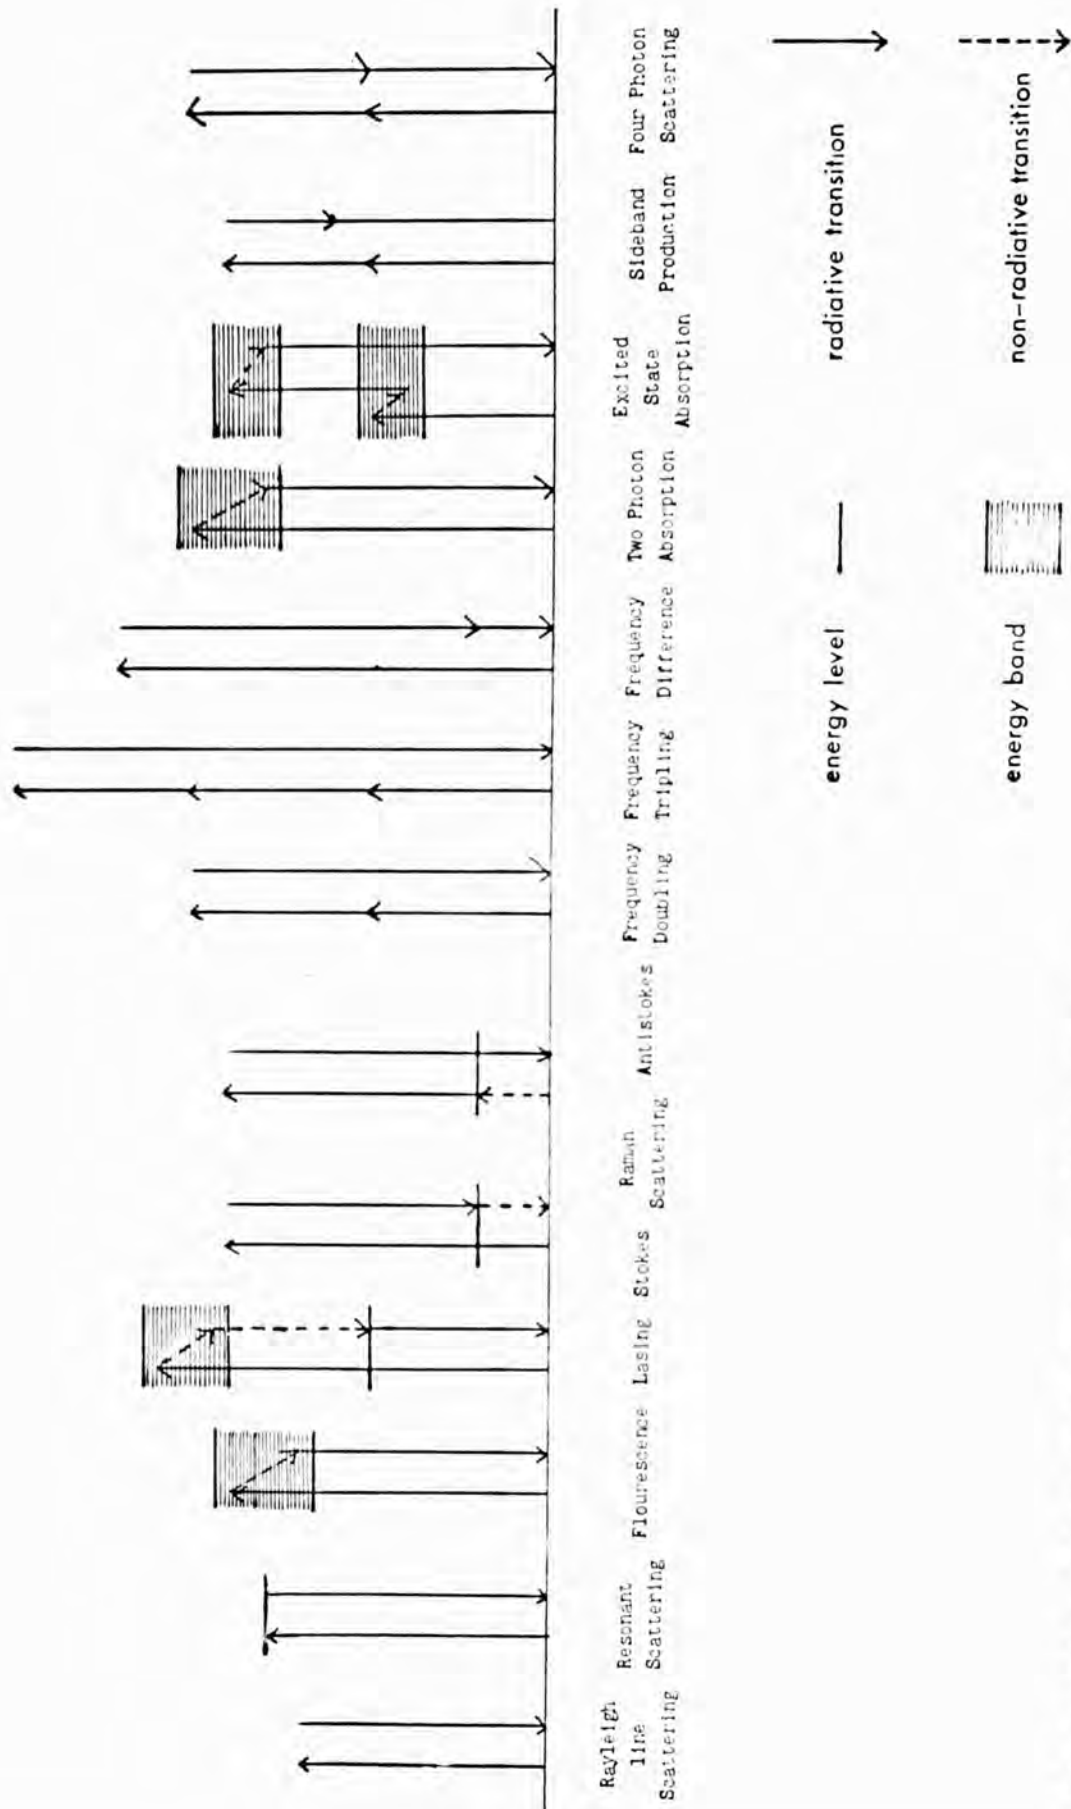 Rayleigh
line
Scattering
Resonant
Scattering
Flourescence
Lasing
Stokes
Raman
Scattering
Antistokes
Frequency
Doubling
Frequency
Tripling
Frequency
Difference
Two Photon
Absorption
Excited
State
Absorption
Sideband
Production
Four Photon
Scattering
energy level
radiative transition
energy band
non-radiative transition